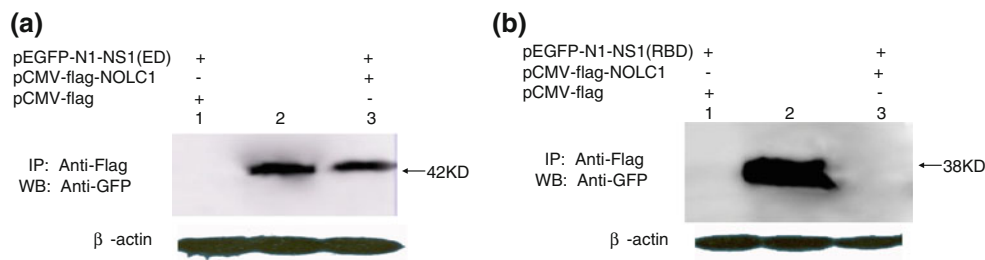 (a)
pEGFP-N1-NS1(ED) + +
pCMV-flag-NOLC1 - +
pCMV-flag + -
1 2 3
IP: Anti-Flag
WB: Anti-GFP
42KD
β -actin
(b)
pEGFP-N1-NS1(RBD) + +
pCMV-flag-NOLC1 - +
pCMV-flag + -
1 2 3
IP: Anti-Flag
WB: Anti-GFP
38KD
β -actin